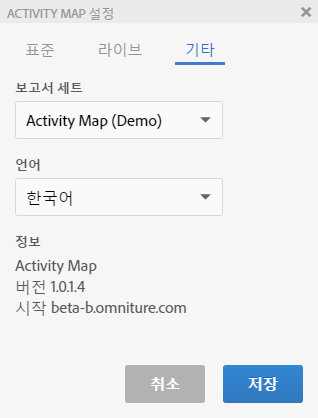 ACTIVITY MAP 설정
표준 라이브 기타
보고서 세트
Activity Map (Demo)
언어
한국어
정보
Activity Map
버전 1.0.1.4
시작 beta-b.omniture.com
취소 저장